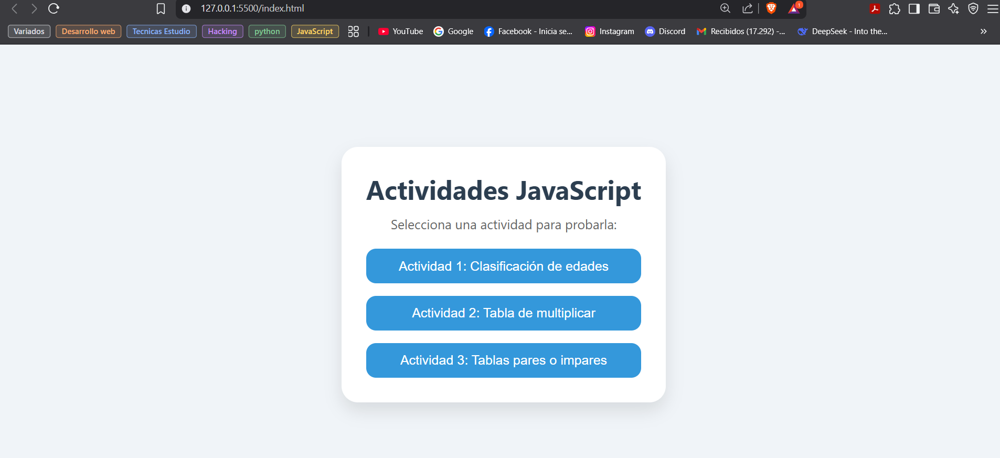 127.0.0.1:5500/index.html
1
Variados Desarrollo web Tecnicas Estudio Hacking python JavaScript YouTube Google Facebook - Inicia se... Instagram Discord Recibidos (17.292) -... DeepSeek - Into the... »
Actividades JavaScript
Selecciona una actividad para probarla:
Actividad 1: Clasificación de edades
Actividad 2: Tabla de multiplicar
Actividad 3: Tablas pares o impares